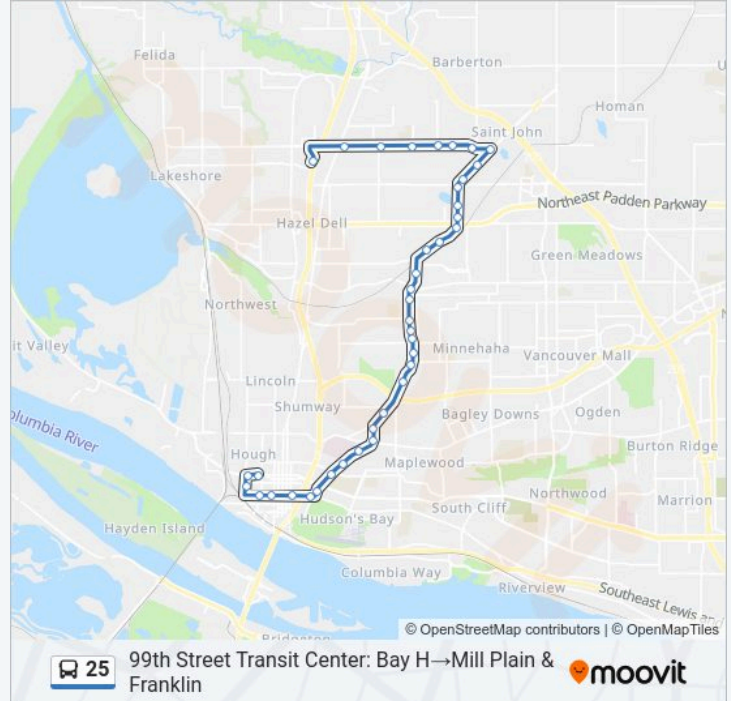 Felida
Barberton
Homan
Saint John
Lakeshore
Northeast Padden Parkway
Hazel Dell
Green Meadows
Northwest
it Valley
Minnehaha
Vancouver Mall
Lincoln
Shumway
Bagley Downs
Ogden
olumbia River
Burton Ridge
Hough
Maplewood
Northwood
Marrion
South Cliff
Hudson's Bay
Hayden Island
Columbia Way
Riverview
Southeast Lewis and
Bridgeton
© OpenStreetMap contributors | © OpenMapTiles
25
99th Street Transit Center: Bay H→Mill Plain &
Franklin
moovit